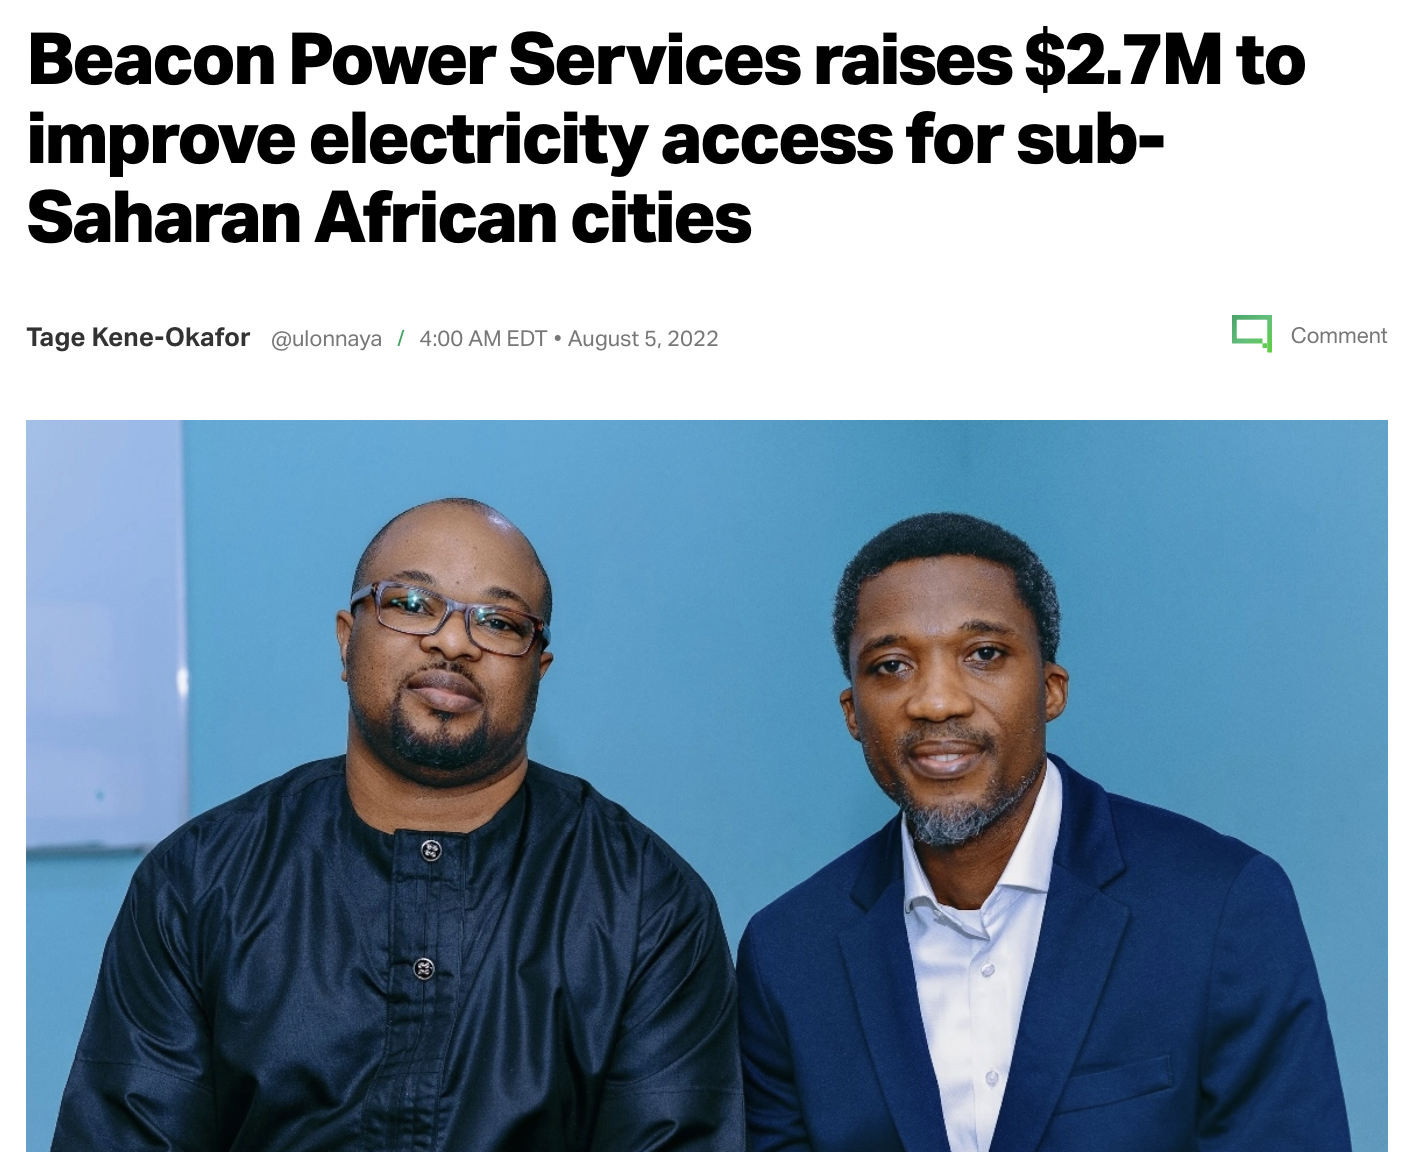 Beacon Power Services raises $2.7M to
improve electricity access for sub-
Saharan African cities
Tage Kene-Okafor @ulonnaya / 4:00 AM EDT • August 5, 2022
Comment